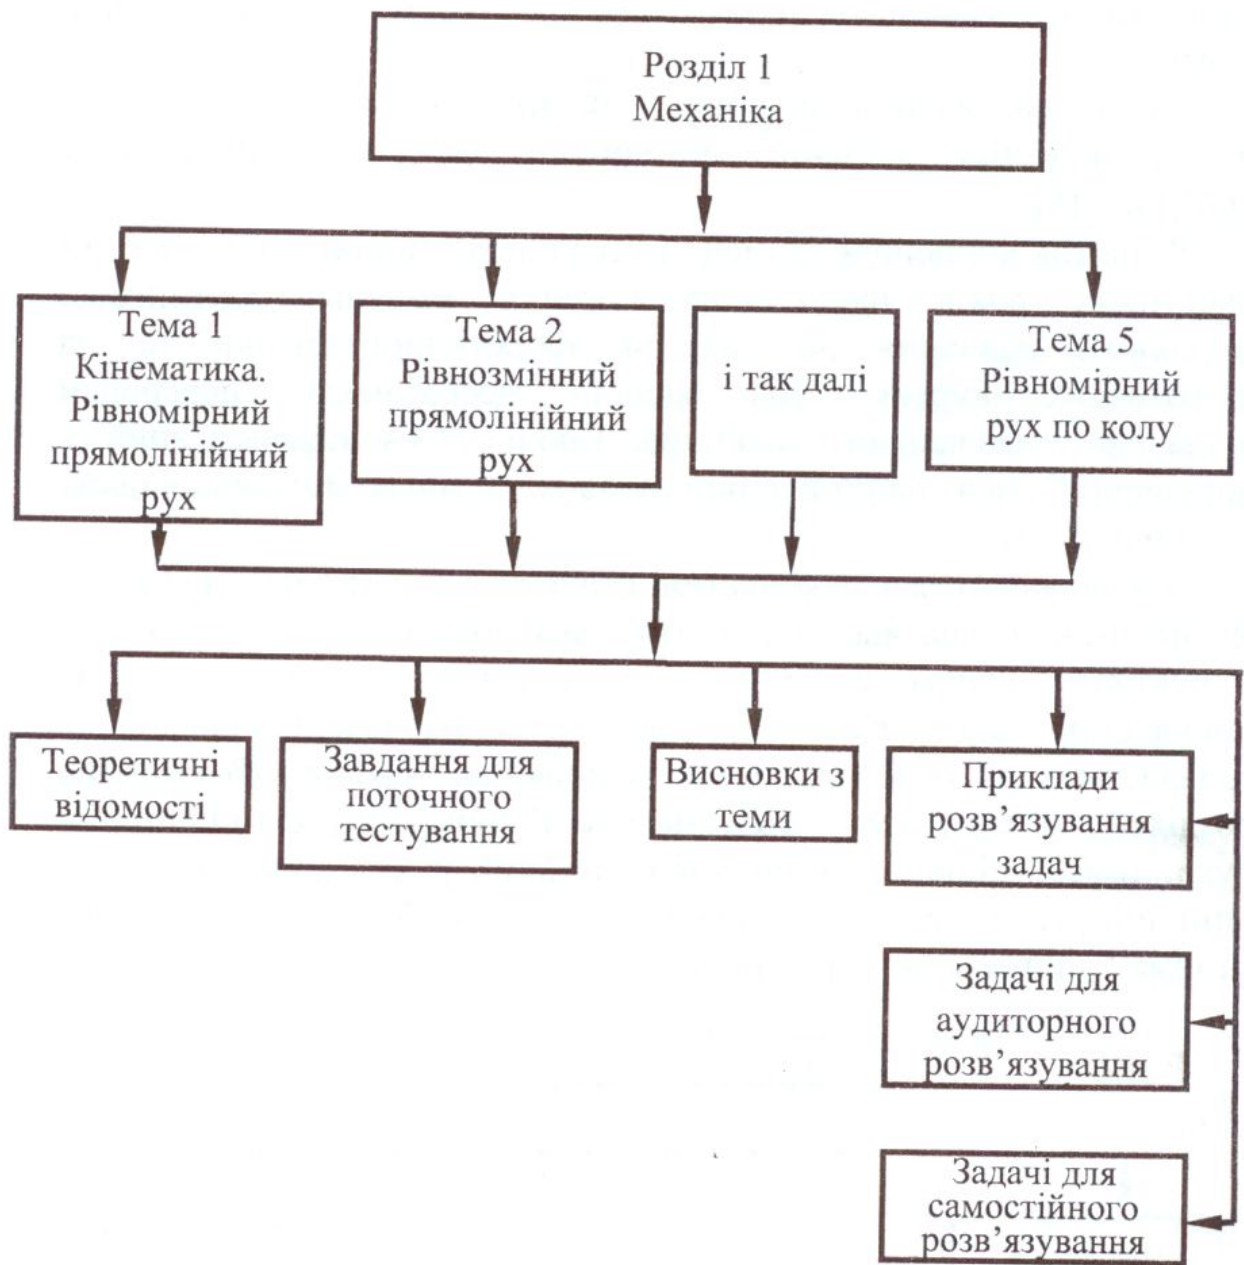 Розділ 1
Механіка
Тема 1
Кінематика.
Рівномірний
прямолінійний
рух
Тема 2
Рівнозмінний
прямолінійний
рух
і так далі
Тема 5
Рівномірний
рух по колу
Теоретичні
відомості
Завдання для
поточного
тестування
Висновки з
теми
Приклади
розв’язування
задач
Задачі для
аудиторного
розв’язування
Задачі для
самостійного
розв’язування